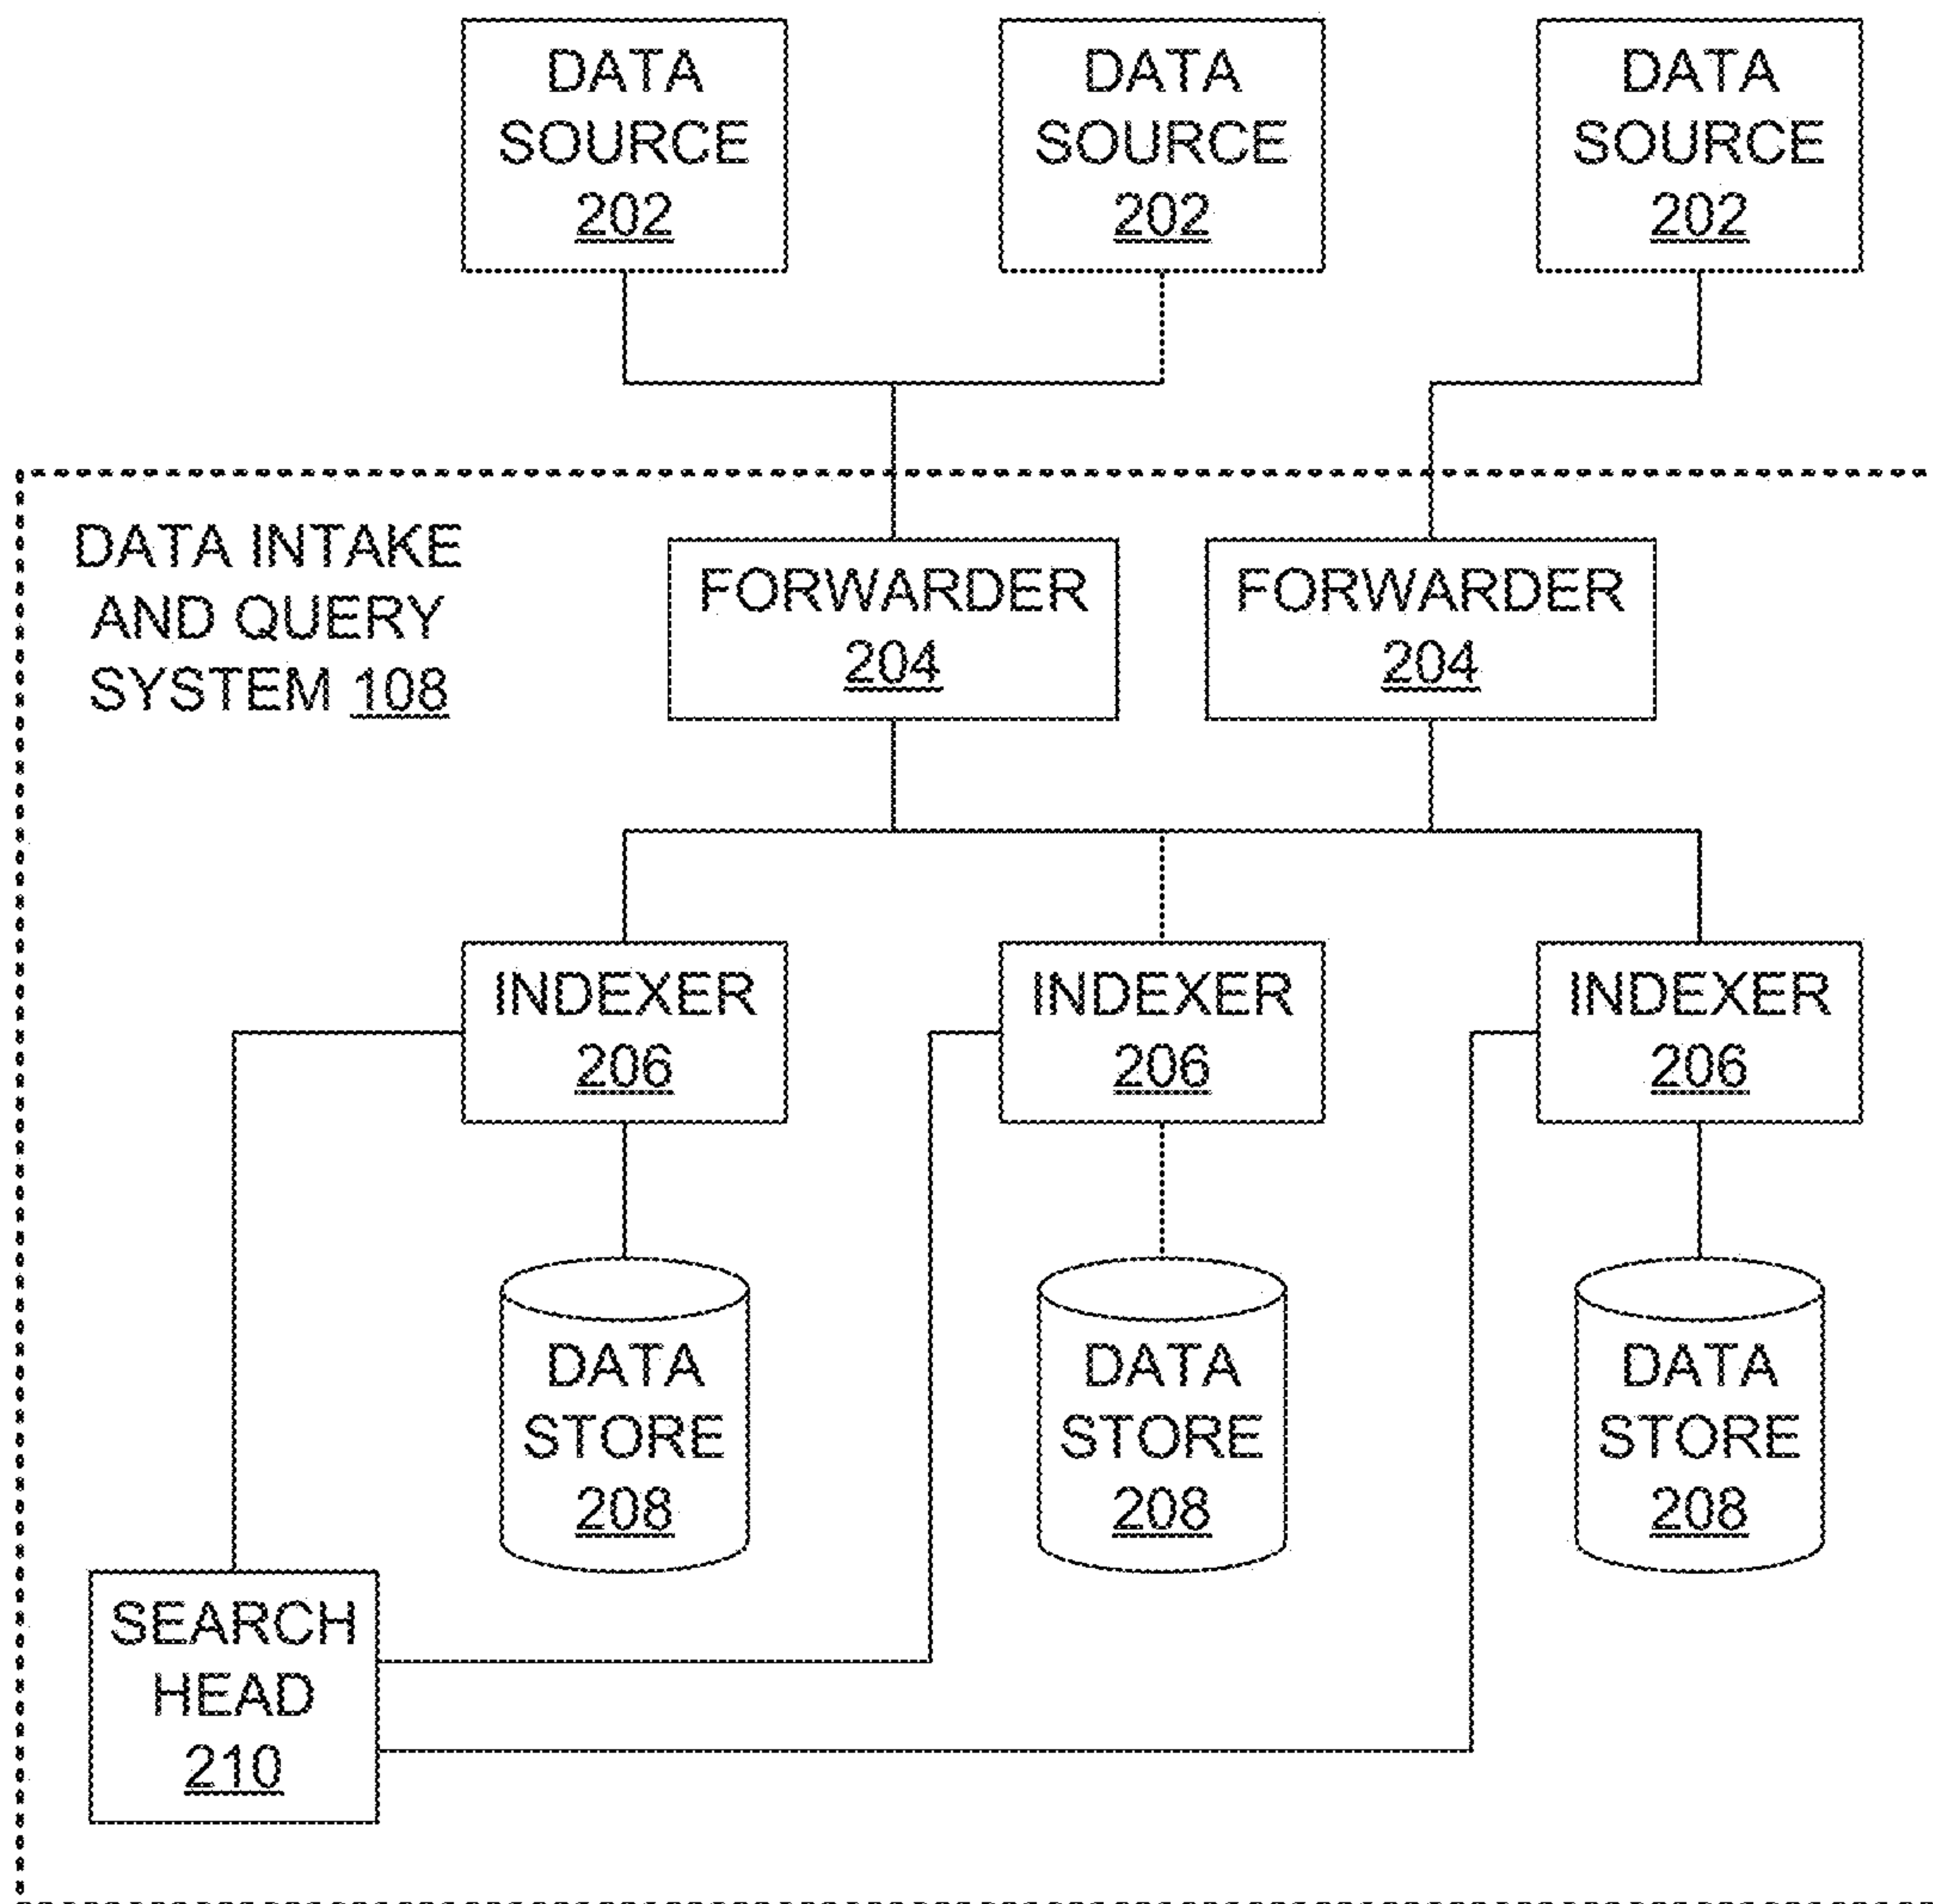 DATA
SOURCE
202
DATA
SOURCE
202
DATA
SOURCE
202
DATA INTAKE
AND QUERY
SYSTEM 108
FORWARDER
204
FORWARDER
204
INDEXER
206
INDEXER
206
INDEXER
206
DATA
STORE
208
DATA
STORE
208
DATA
STORE
208
SEARCH
HEAD
210